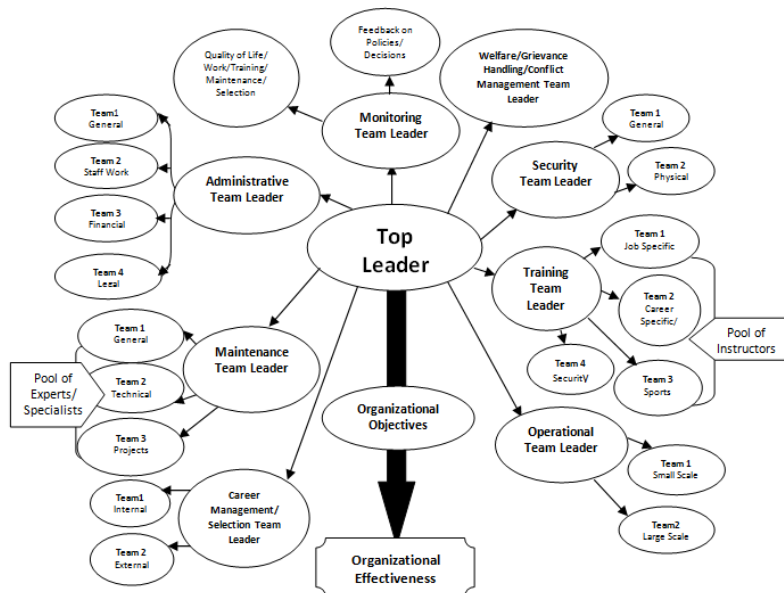 Feedback on
Policies/
Decisions
Quality of Life/
Work/Training/
Maintenance/
Selection
Welfare/Grievance
Handling/Conflict
Management Team
Leader
Monitoring
Team Leader
Team1
General
Team 2
Staff Work
Team 3
Financial
Team 4
Legal
Administrative
Team Leader
Security
Team Leader
Team 1
General
Team 2
Physical
Top
Leader
Training
Team
Leader
Team 1
Job Specific
Team 2
Career
Specific/
Team 3
Sports
Team 4
SecuritV
Pool of
Instructors
Team 1
General
Team 2
Technical
Team 3
Projects
Pool of
Experts/
Specialists
Maintenance
Team Leader
Organizational
Objectives
Operational
Team Leader
Team 1
Small Scale
Team2
Large Scale
Team1
Internal
Team 2
External
Career
Management/
Selection Team
Leader
Organizational
Effectiveness